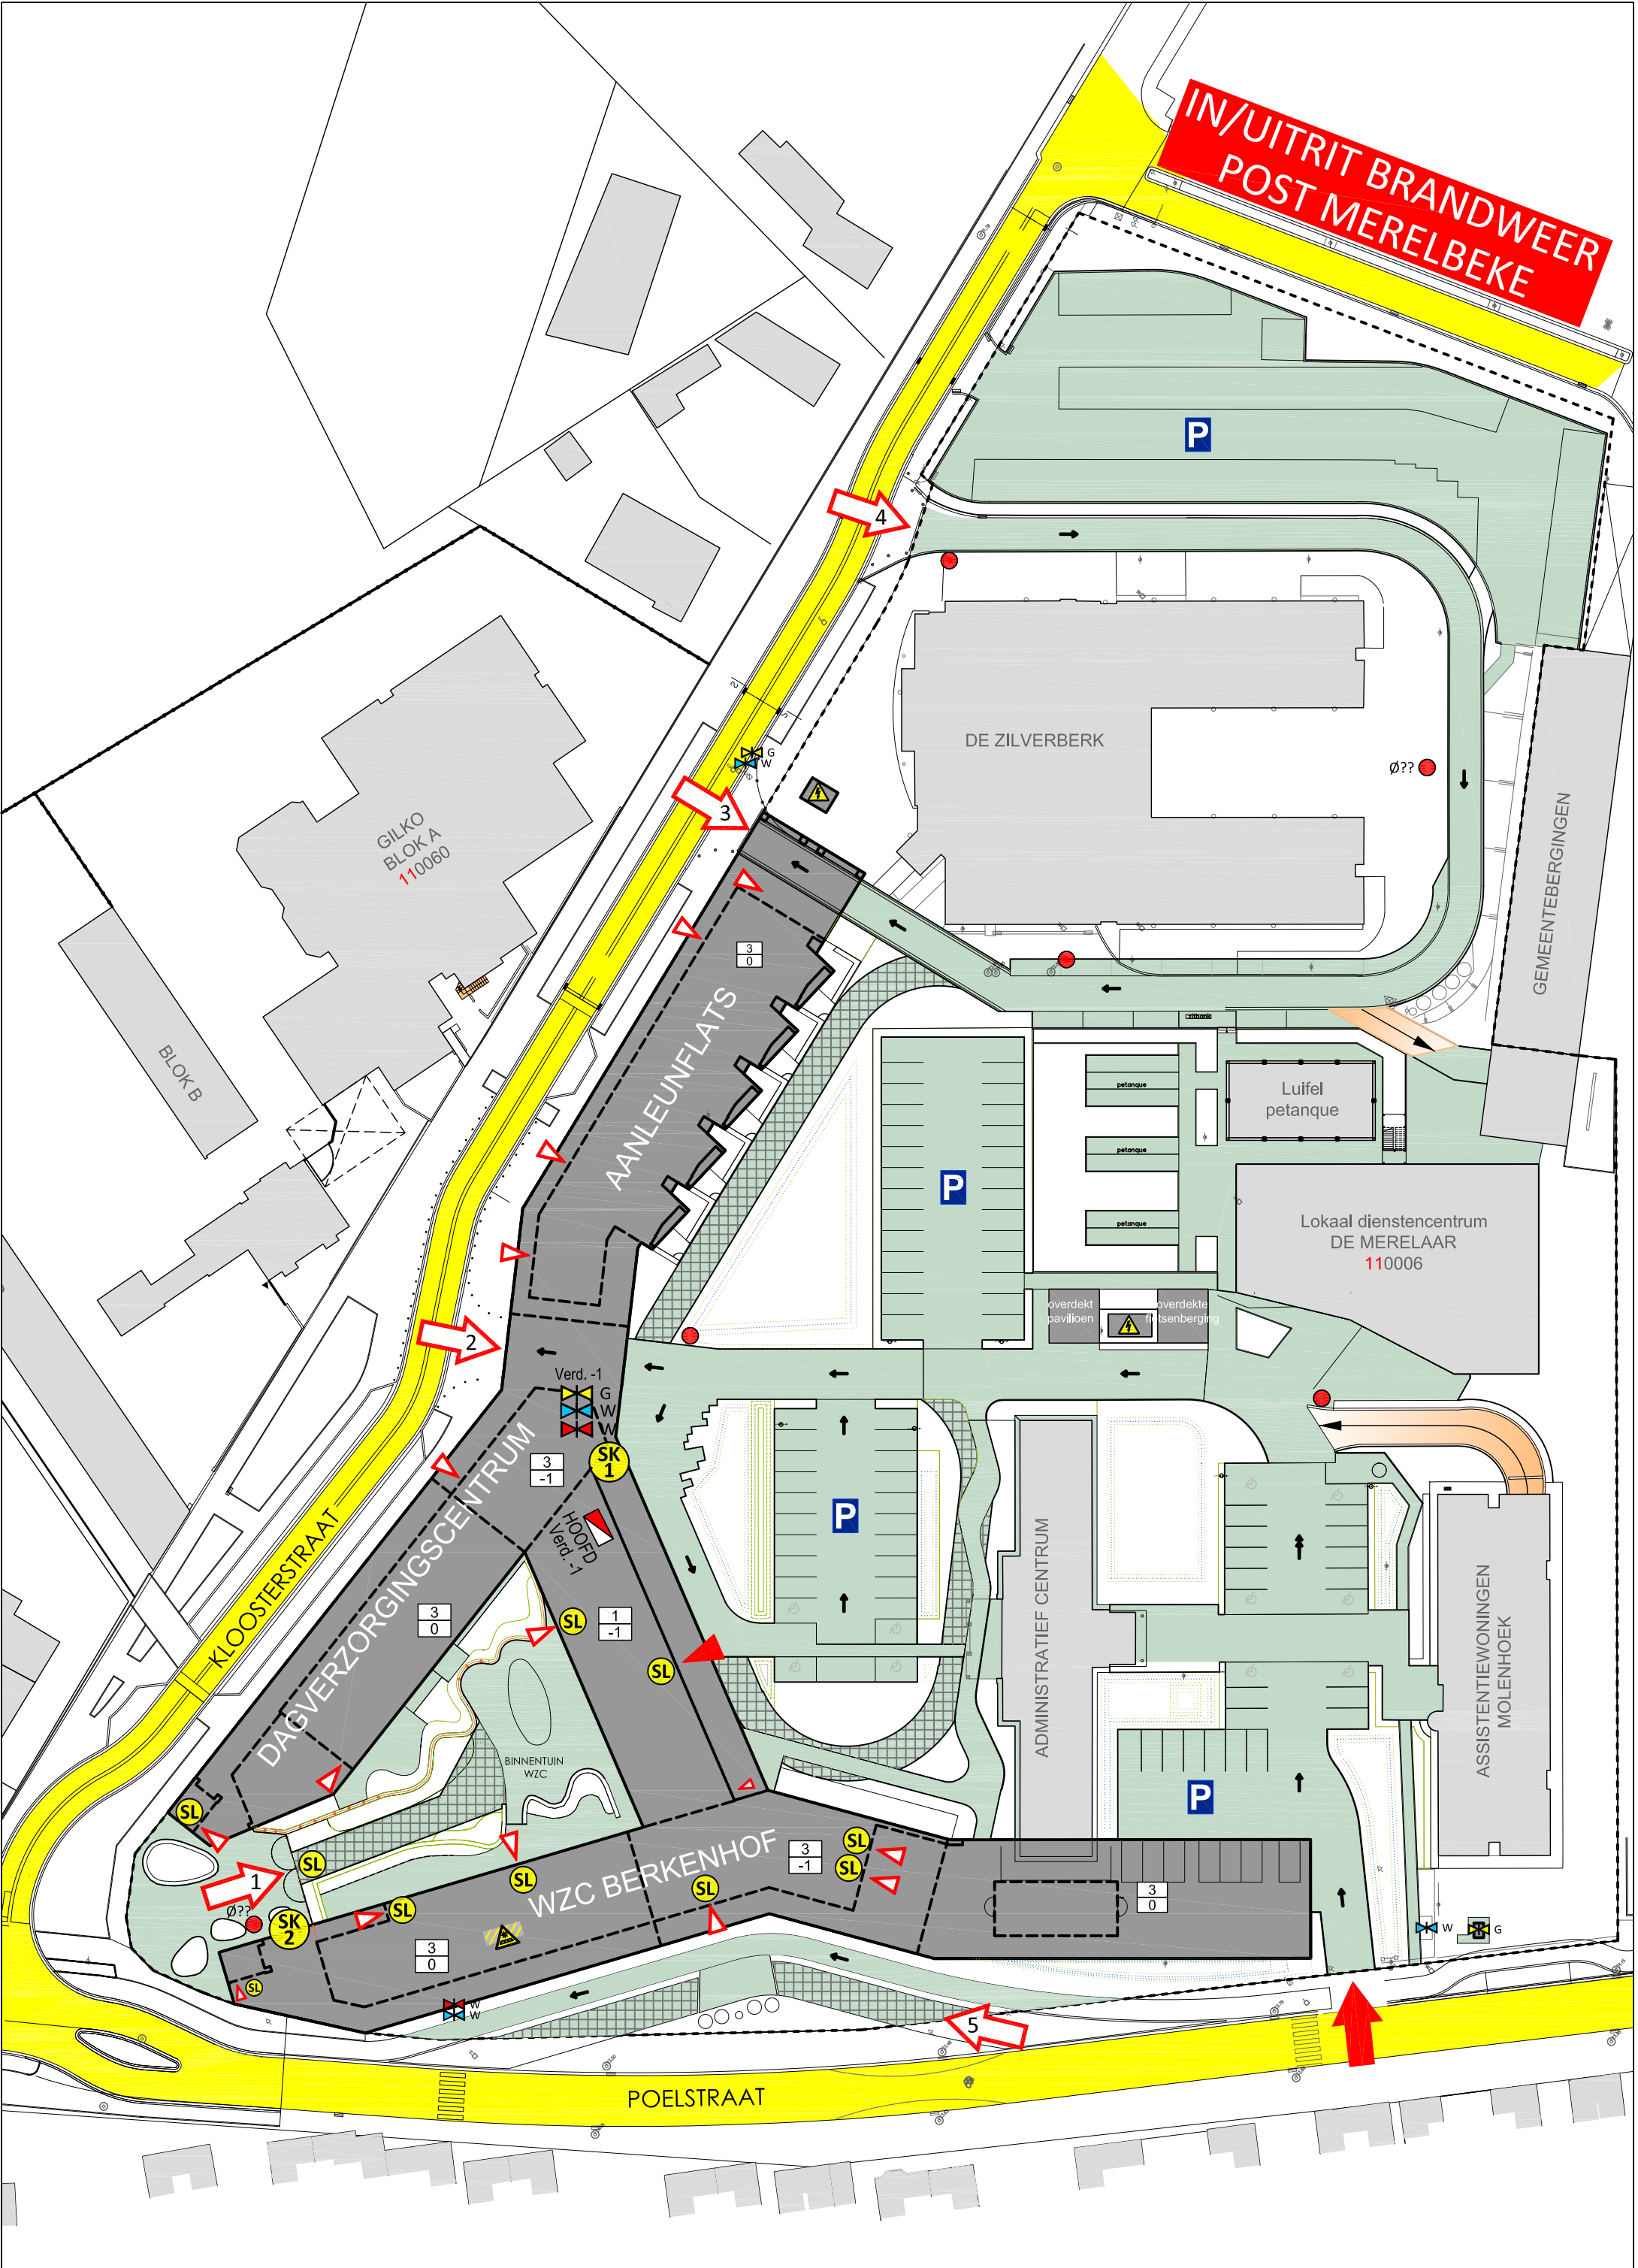 IN/UITRIT BRANDWEER
POST MERELBEKE
P
4
DE ZILVERBERK
Ø??
G
W
3
GEMEENTEBERGINGEN
GILKO
BLOK A
110060
BLOK B
3
0
AANLEUNFLATS
zitbank
petanque
petanque
petanque
Luifel
petanque
P
Lokaal dienstencentrum
DE MERELAAR
110006
overdekt
paviljoen
overdekte
fietsenberging
2
Verd. -1
G
W
W
SK
1
3
-1
HOOFD
Verd. -1
DAGVERZORGINGSCENTRUM
KLOOSTERSTRAAT
3
0
SL
1
-1
SL
P
ADMINISTRATIEF CENTRUM
ASSISTENTIEWONINGEN
MOLENHOEK
BINNENTUIN
WZC
P
SL
SL
1
Ø??
SK
2
SL
SL
WZC BERKENHOF
SL
3
-1
SL
SL
3
0
3
0
SL
W
W
W
G
5
POELSTRAAT